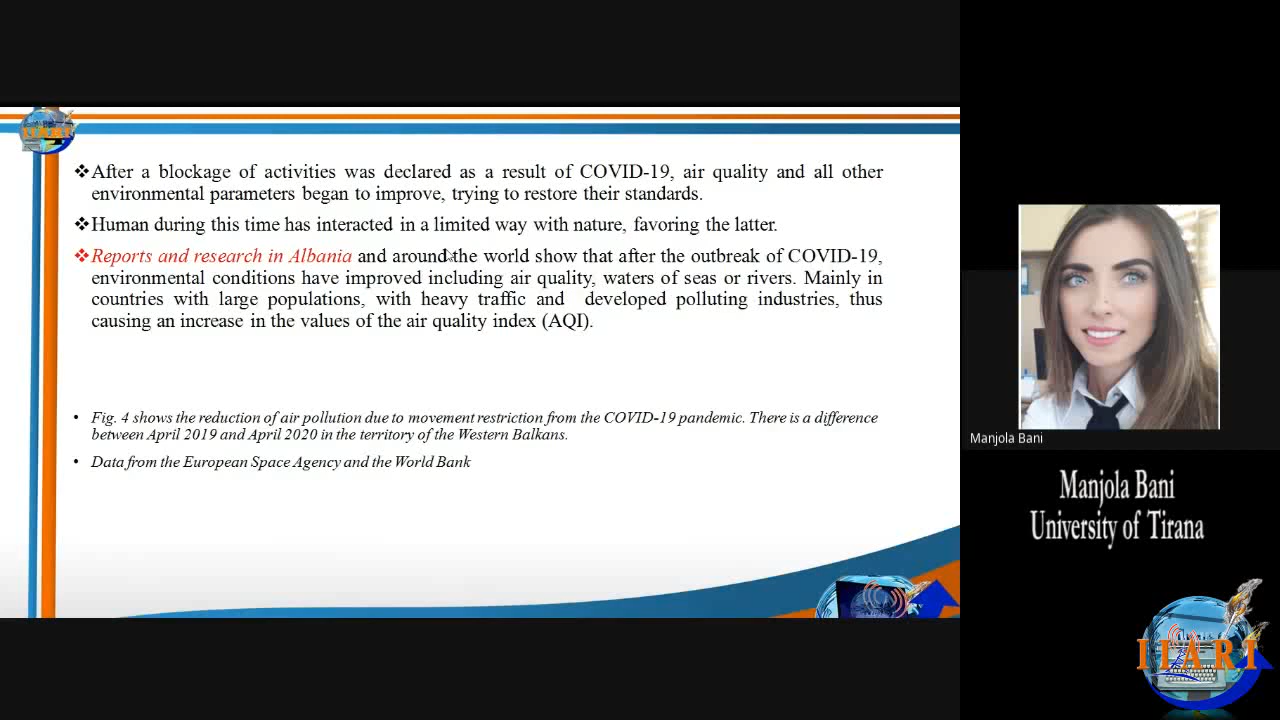 IIARI
❖After a blockage of activities was declared as a result of COVID-19, air quality and all other
environmental parameters began to improve, trying to restore their standards.
❖Human during this time has interacted in a limited way with nature, favoring the latter.
❖Reports and research in Albania and around the world show that after the outbreak of COVID-19,
environmental conditions have improved including air quality, waters of seas or rivers. Mainly in
countries with large populations, with heavy traffic and developed polluting industries, thus
causing an increase in the values of the air quality index (AQI).
• Fig. 4 shows the reduction of air pollution due to movement restriction from the COVID-19 pandemic. There is a difference
between April 2019 and April 2020 in the territory of the Western Balkans.
• Data from the European Space Agency and the World Bank
Manjola Bani
Manjola Bani
University of Tirana
IIARI